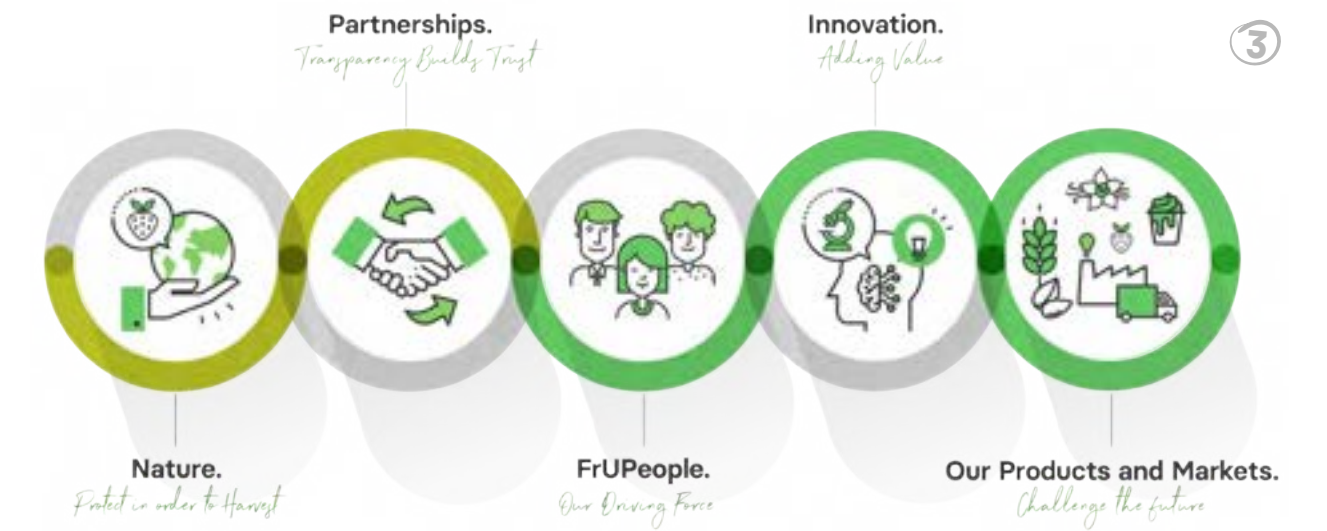 Partnerships.
Transparency Builds Trust
Innovation.
Adding Value
3
Nature.
Protect in order to Harvest
FrUPeople.
Our Driving Force
Our Products and Markets.
Challenge the future